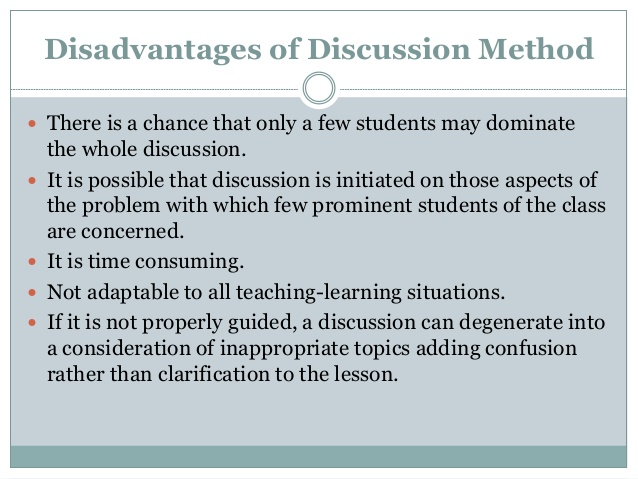 Disadvantages of Discussion Method
• There is a chance that only a few students may dominate
the whole discussion.
• It is possible that discussion is initiated on those aspects of
the problem with which few prominent students of the class
are concerned.
• It is time consuming.
• Not adaptable to all teaching-learning situations.
• If it is not properly guided, a discussion can degenerate into
a consideration of inappropriate topics adding confusion
rather than clarification to the lesson.